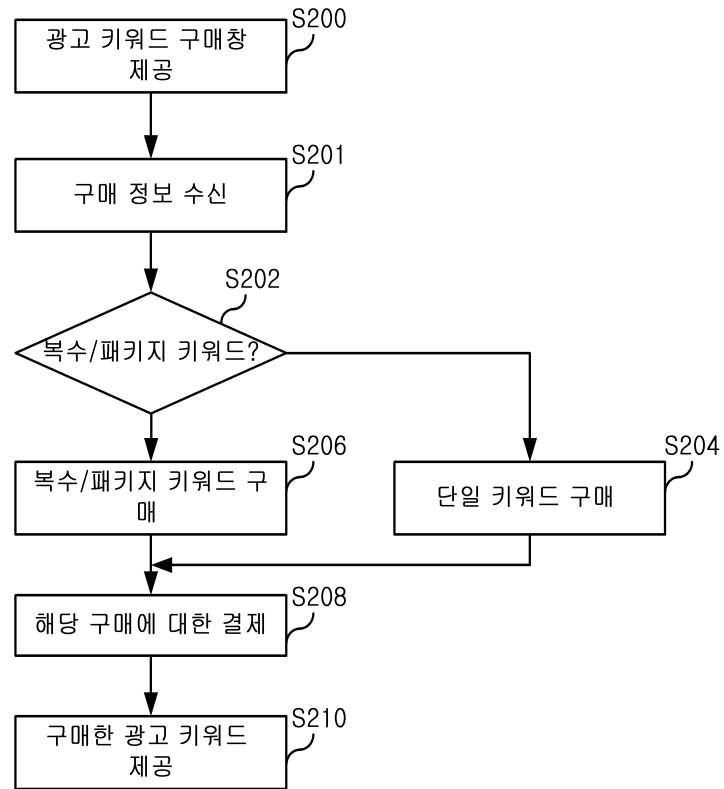 S200
광고 키워드 구매창
제공
S201
구매 정보 수신
S202
복수/패키지 키워드?
S206
복수/패키지 키워드 구
매
S204
단일 키워드 구매
S208
해당 구매에 대한 결제
S210
구매한 광고 키워드
제공